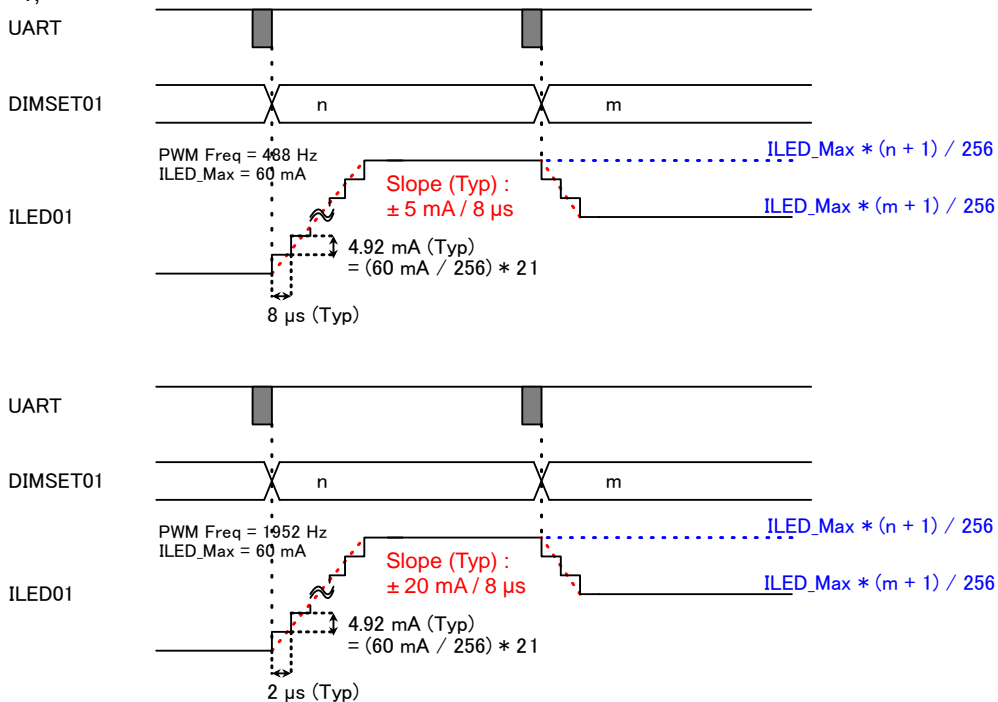 UART
DIMSET01
n
m
PWM Freq = 488 Hz
ILED_Max = 60 mA
ILED_Max * (n + 1) / 256
Slope (Typ) :
± 5 mA / 8 µs
ILED_Max * (m + 1) / 256
ILED01
4.92 mA (Typ)
= (60 mA / 256) * 21
8 µs (Typ)
UART
DIMSET01
n
m
PWM Freq = 1952 Hz
ILED_Max = 60 mA
ILED_Max * (n + 1) / 256
Slope (Typ) :
± 20 mA / 8 µs
ILED_Max * (m + 1) / 256
ILED01
4.92 mA (Typ)
= (60 mA / 256) * 21
2 µs (Typ)